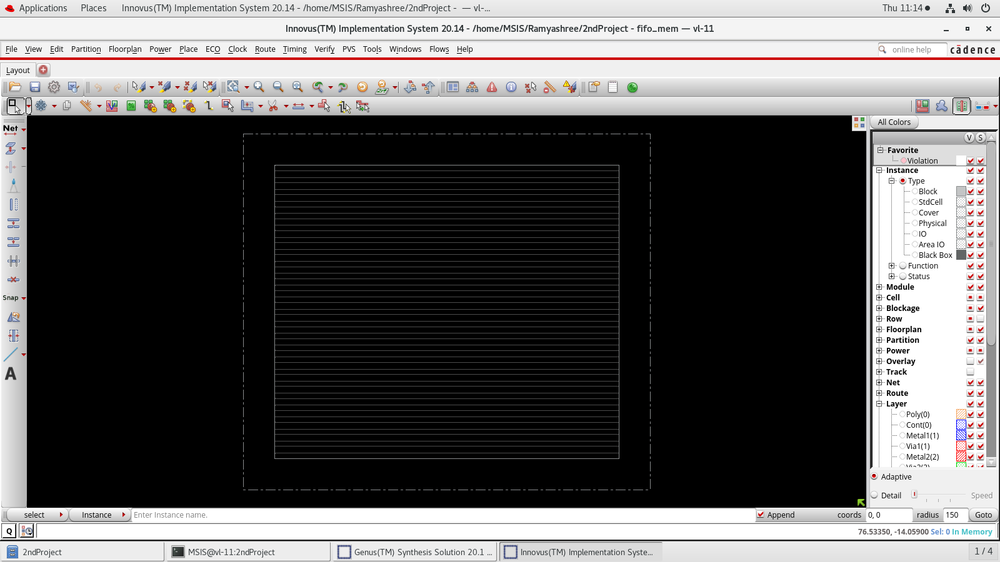 Applications Places Innovus(TM) Implementation System 20.14 - /home/MSIS/Ramyashree/2ndProject - — vl-... Thu 11:14
Innovus(TM) Implementation System 20.14 - /home/MSIS/Ramyashree/2ndProject - fifo_mem — vl-11
File View Edit Partition Floorplan Power Place ECO Clock Route Timing Verify PVS Tools Windows Flows Help online help cādence
Layout
All Colors
Net
V S
Favorite
Violation
Instance
Type
Block
StdCell
Cover
Physical
IO
Area IO
Black Box
Function
Status
Module
Cell
Snap
Blockage
Row
Floorplan
Partition
Power
Overlay
Track
A
Net
Route
Layer
Poly(0)
Cont(0)
Metal1(1)
Via1(1)
Metal2(2)
Via2(2)
Adaptive
Detail Speed
select Instance Enter Instance name. Append coords 0, 0 radius 150 Goto
Q 76.53350, -14.05900 Sel: 0 In Memory
2ndProject MSIS@vl-11:2ndProject Genus(TM) Synthesis Solution 20.1 ... Innovus(TM) Implementation Syste... 1 / 4